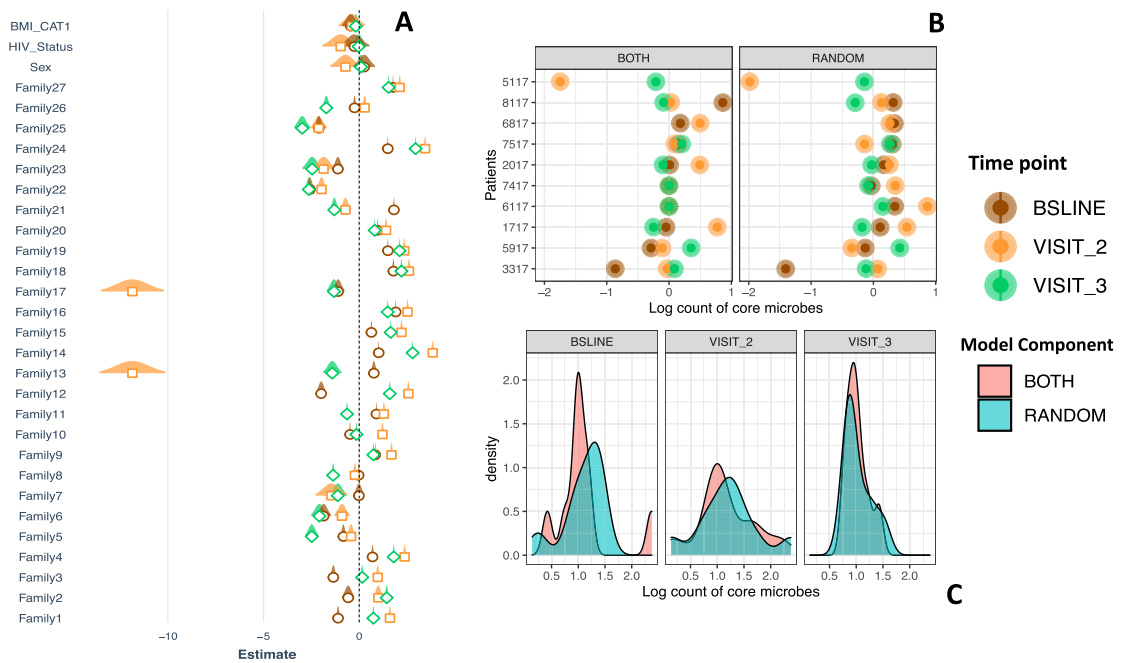 A
BMI_CAT1
HIV_Status
Sex
Family27
Family26
Family25
Family24
Family23
Family22
Family21
Family20
Family19
Family18
Family17
Family16
Family15
Family14
Family13
Family12
Family11
Family10
Family9
Family8
Family7
Family6
Family5
Family4
Family3
Family2
Family1
−10 −5 0
Estimate
B
BOTH RANDOM
Patients
5117
8117
6817
7517
2017
7417
6117
1717
5917
3317
−2 −1 0 1 −2 −1 0 1
Log count of core microbes
BSLINE VISIT_2 VISIT_3
density
2.0
1.5
1.0
0.5
0.0
0.5 1.0 1.5 2.0 0.5 1.0 1.5 2.0 0.5 1.0 1.5 2.0
Log count of core microbes
C
Time point
BSLINE
VISIT_2
VISIT_3
Model Component
BOTH
RANDOM